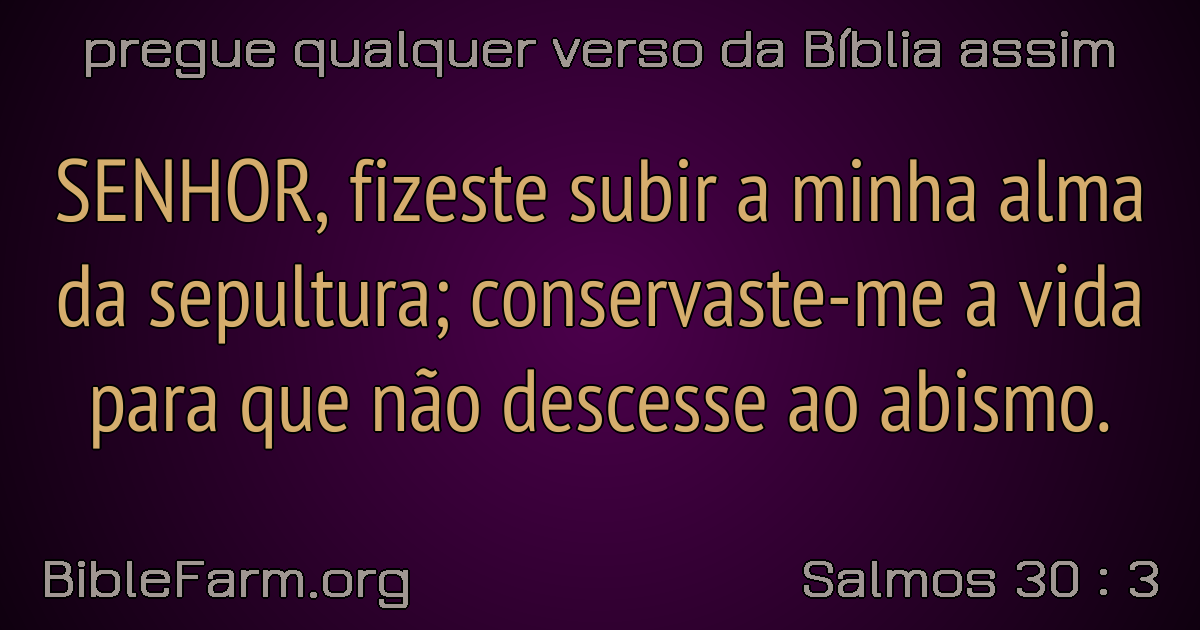 pregue qualquer verso da Bíblia assim
SENHOR, fizeste subir a minha alma
da sepultura; conservaste-me a vida
para que não descesse ao abismo.
BibleFarm.org
Salmos 30 : 3